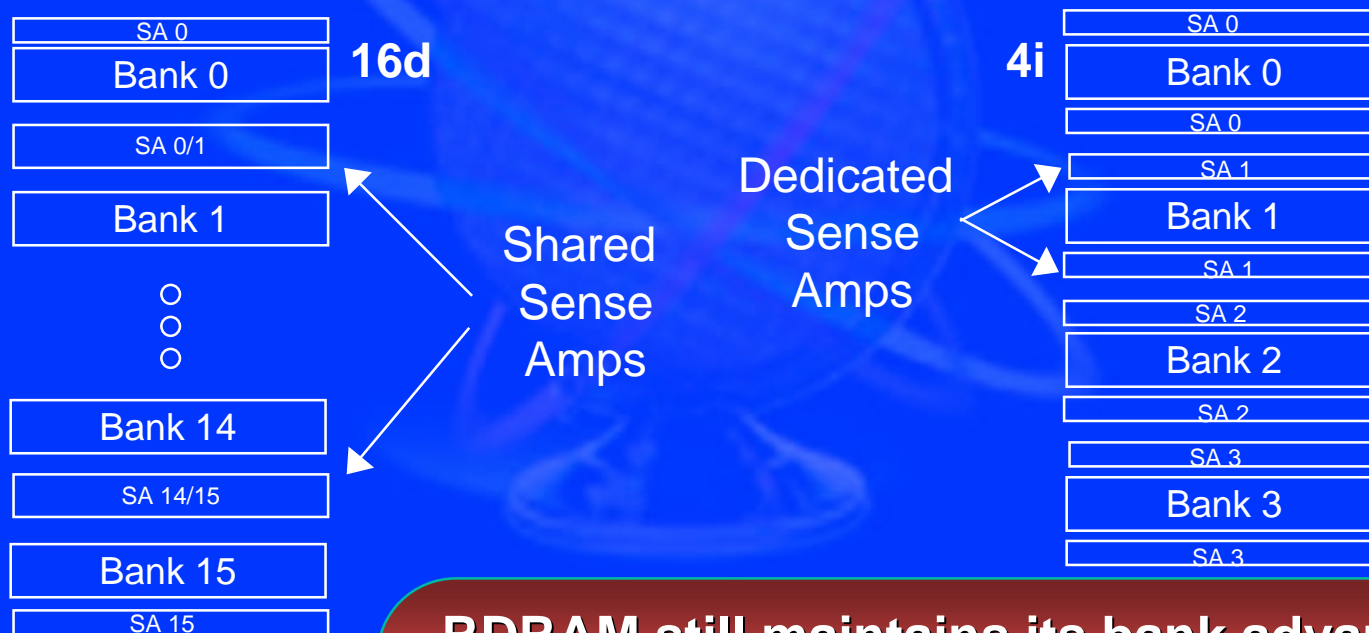 SA 0
Bank 0
16d
SA 0/1
Bank 1
Shared
Sense
Amps
Bank 14
SA 14/15
Bank 15
SA 15
4i
SA 0
Bank 0
SA 0
Dedicated
Sense
Amps
SA 1
Bank 1
SA 1
SA 2
Bank 2
SA 2
SA 3
Bank 3
SA 3
RDRAM still maintains its bank adva